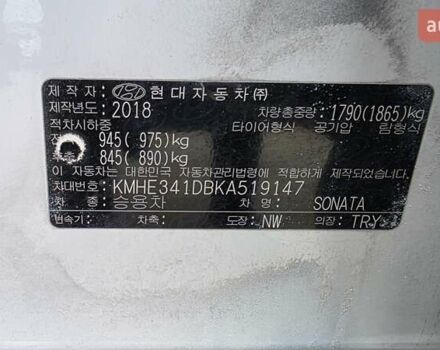 제 작 자 : HYUNDAI 현대자동차㈜
제작년도: 2018 차량총중량: 1790(1865)kg
적차시하중 타이어형식 공기압 림형식
945( 975)kg
845( 890)kg
이 자동차는 대한민국 자동차관리법령에 적합하게 제작되었습니다.
차대번호: KMHE341DBKA519147
차 종: 승용차 차 명: SONATA
변속기: 차축: 도장: NW 의장: TRY